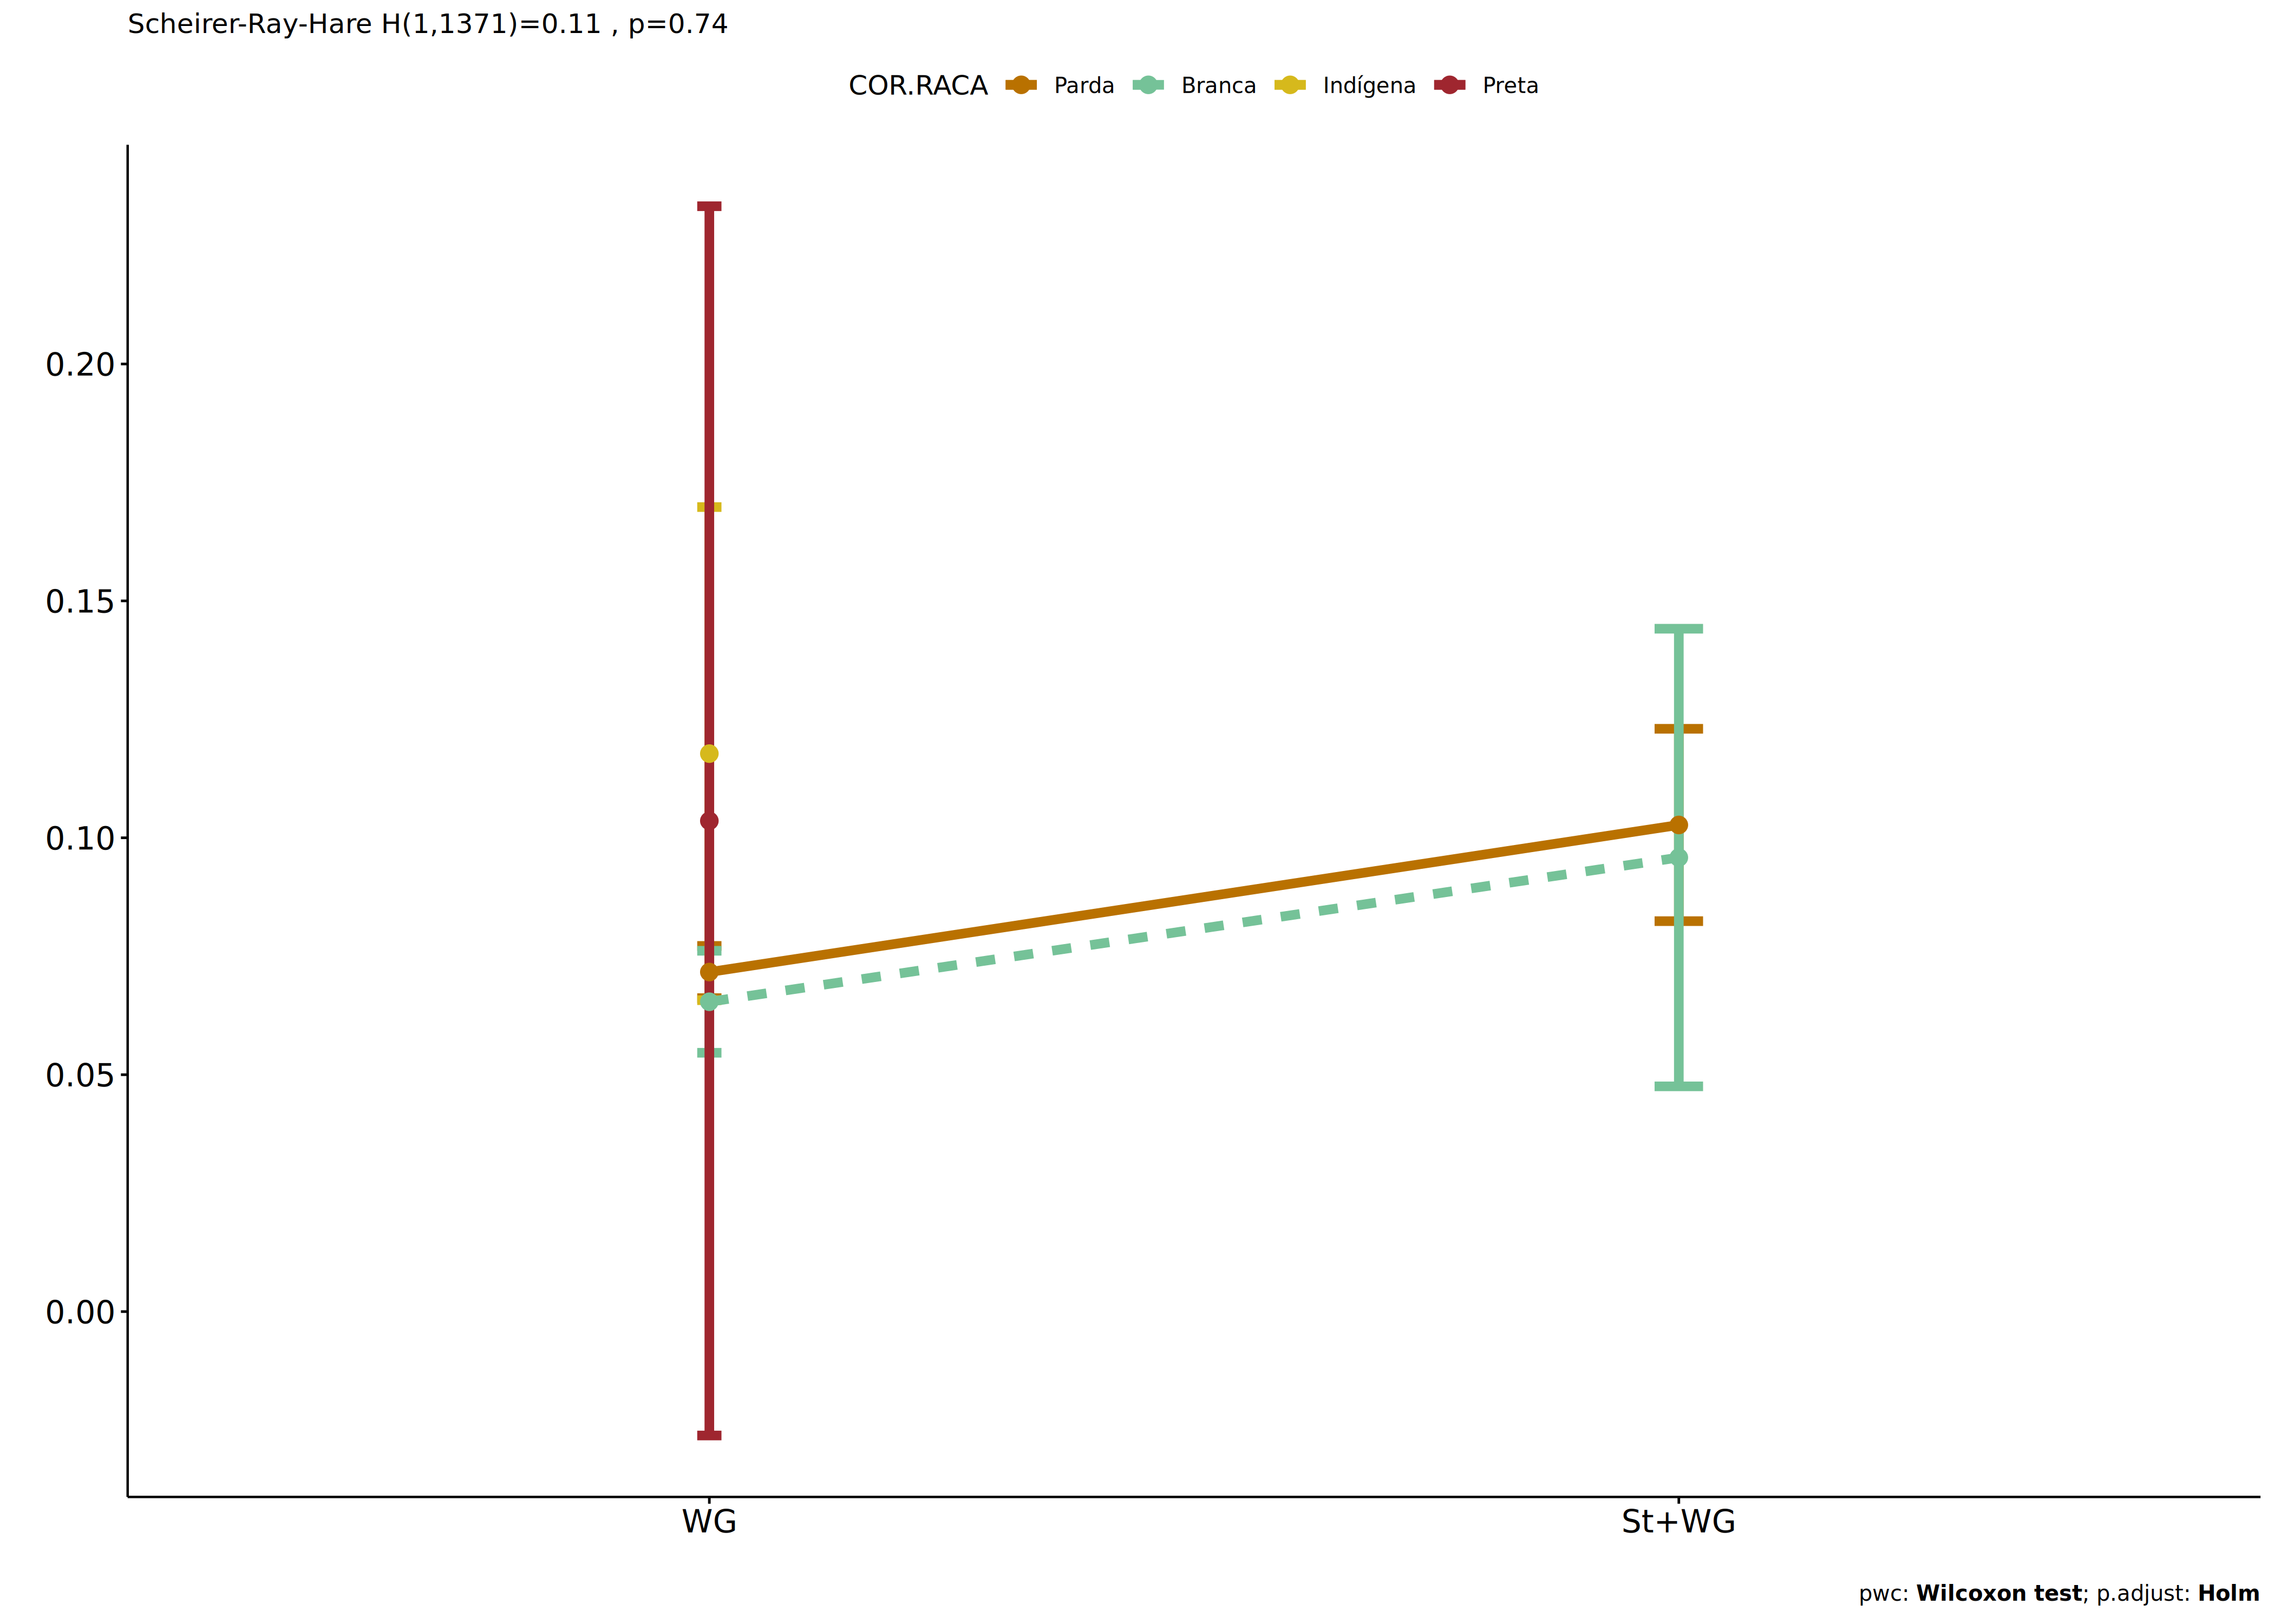 Scheirer-Ray-Hare H(1,1371)=0.11 , p=0.74
COR.RACA Parda Branca Indígena Preta
0.20
0.15
0.10
0.05
0.00
WG St+WG
pwc: Wilcoxon test; p.adjust: Holm